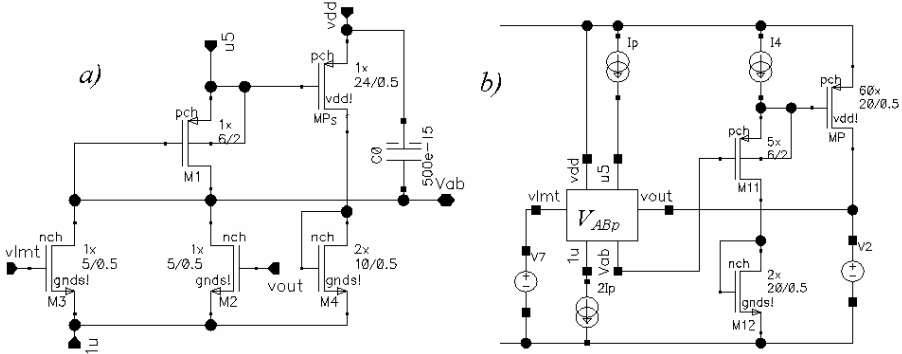 a)
u5
vdd
pch
1x
24/0.5
vdd!
MPs
pch
1x
6/2
M1
C0
500e-15
Vab
vlmt
nch
1x
5/0.5
gnds!
M3
nch
1x
5/0.5
gnds!
M2
vout
nch
2x
10/0.5
gnds!
M4
1u
b)
Ip
I4
pch
60x
20/0.5
vdd!
MP
pch
5x
6/2
M11
vdd
u5
vlmt
vout
VABp
1u
Vab
V7
2Ip
nch
2x
20/0.5
gnds!
M12
V2